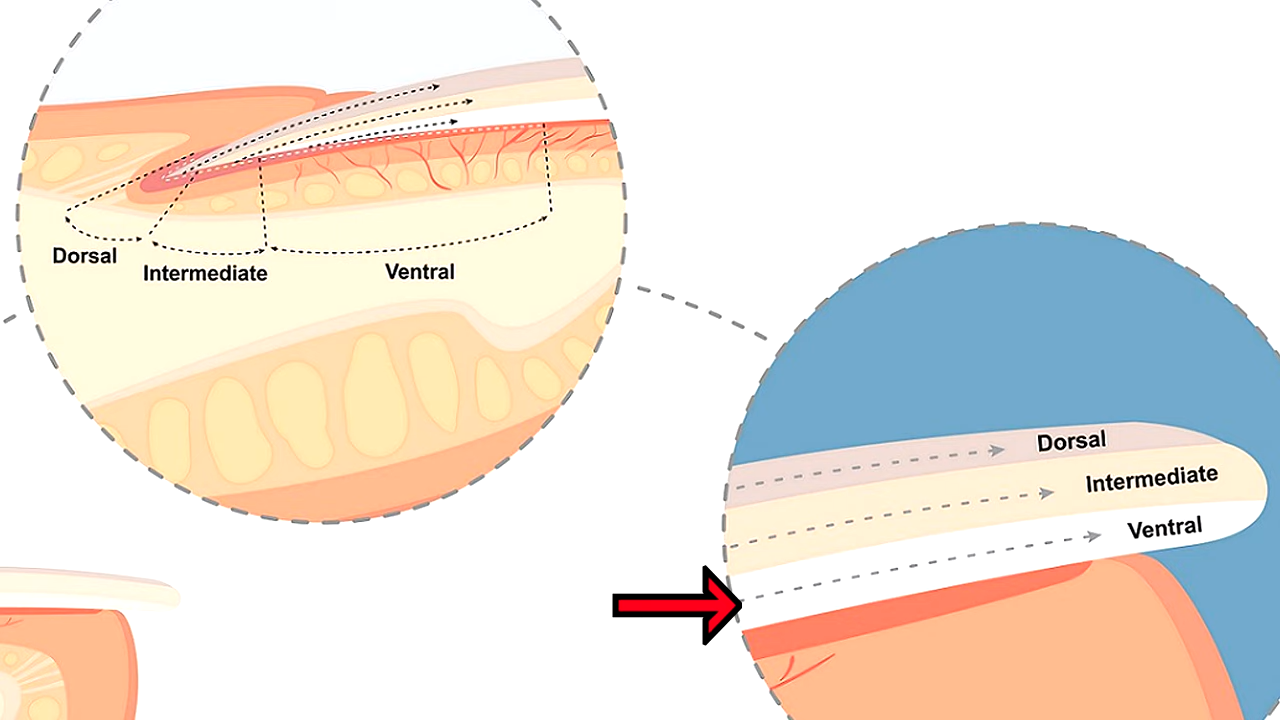 Dorsal
Intermediate
Ventral
Dorsal
Intermediate
Ventral